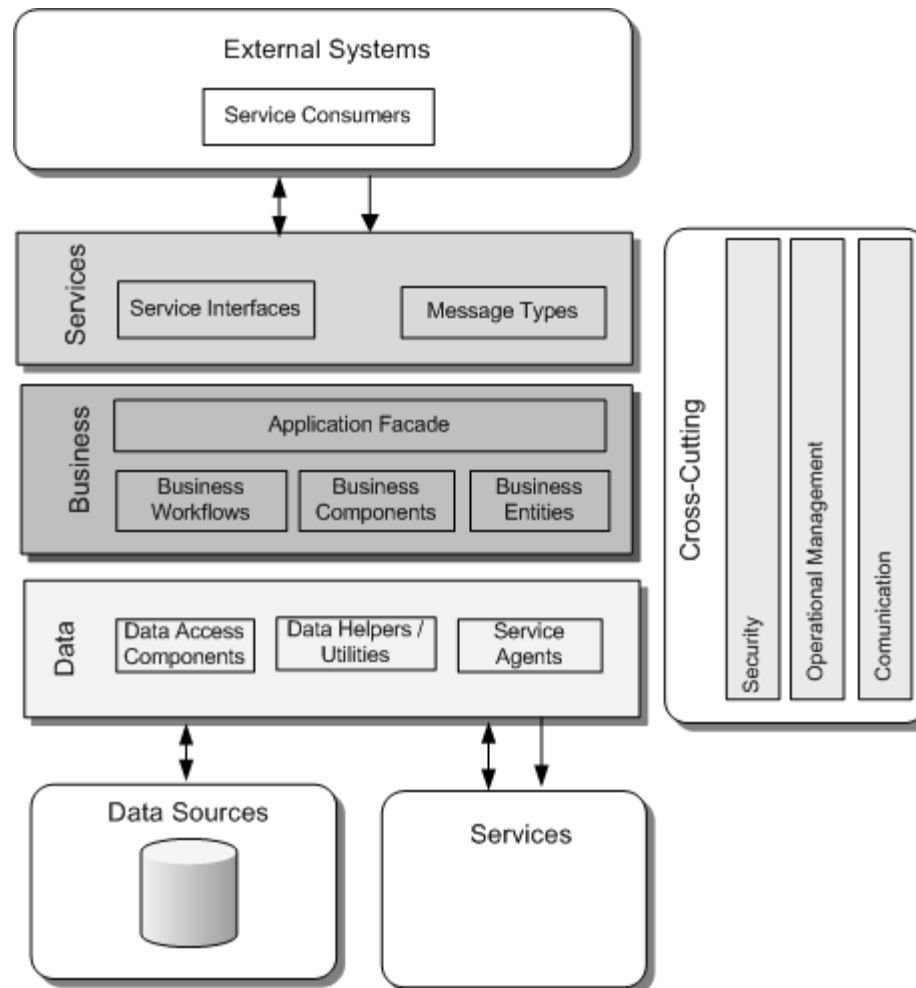 External Systems
Service Consumers
Services
Service Interfaces
Message Types
Business
Application Facade
Business
Workflows
Business
Components
Business
Entities
Data
Data Access
Components
Data Helpers /
Utilities
Service
Agents
Data Sources
Services
Cross-Cutting
Security
Operational Management
Comunication